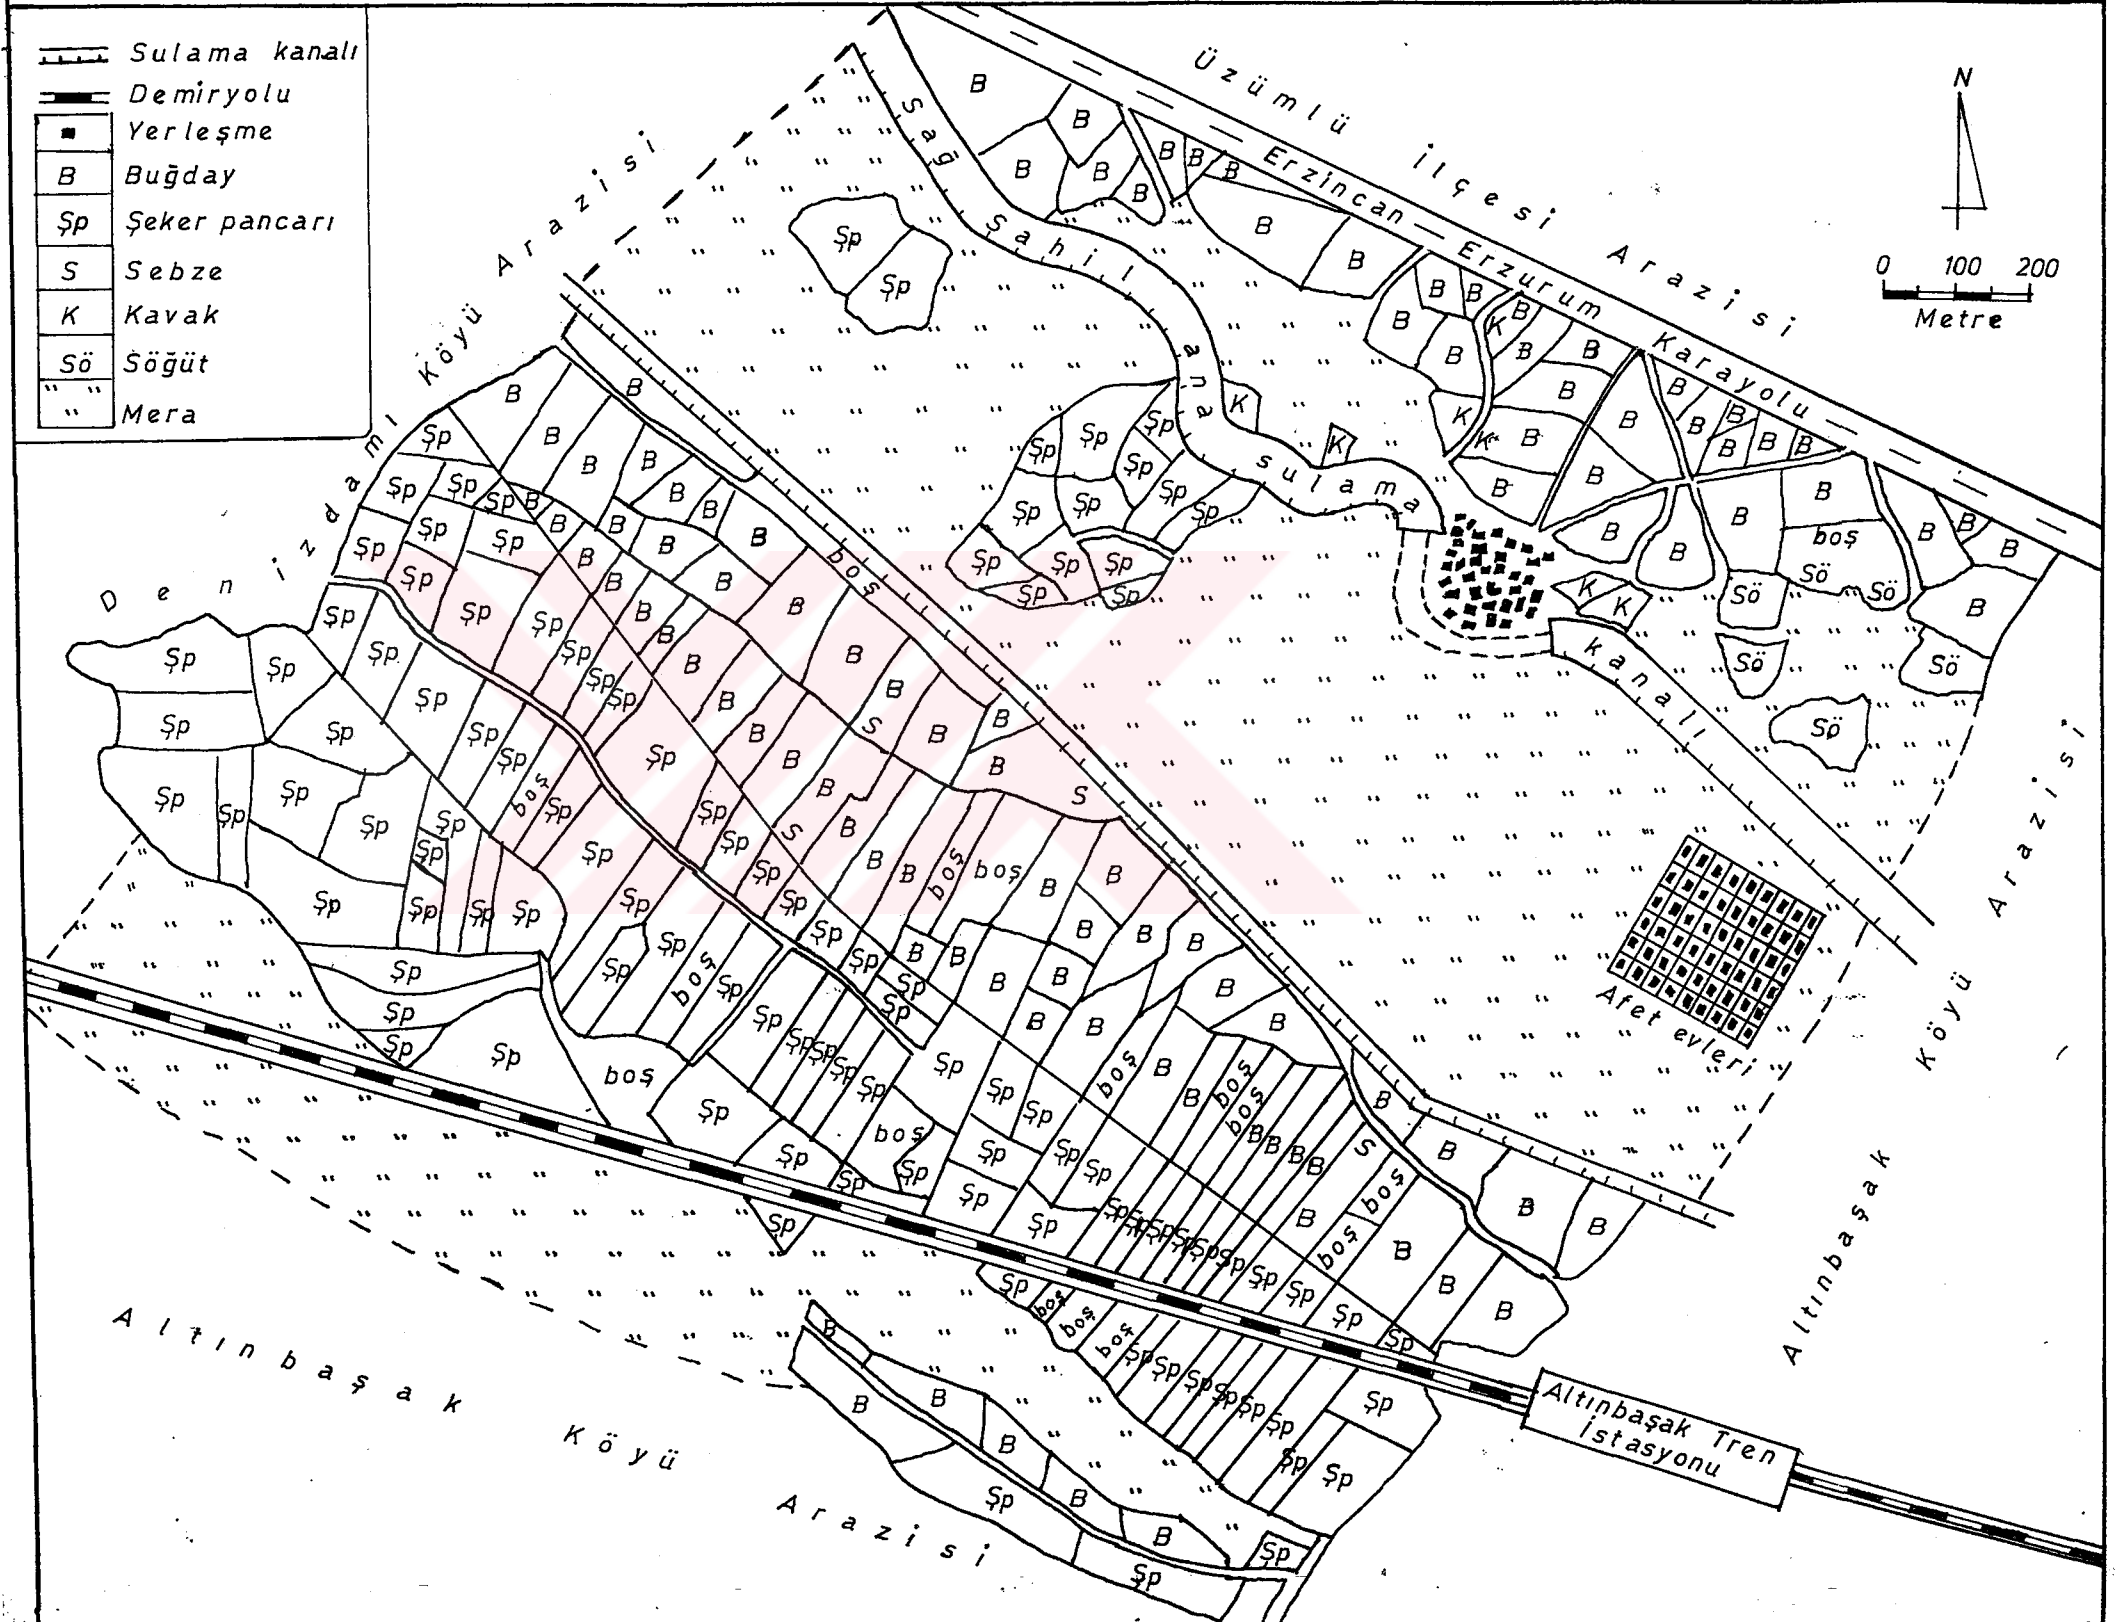 Sulama kanalı
Demiryolu
Yerleşme
B Buğday
Şp Şeker pancarı
S Sebze
K Kavak
Sö Söğüt
Mera
N
0 100 200
Metre
Üzümlü İlçesi Arazisi
Erzincan Erzurum Karayolu
Sağ Sahil ana sulama kanalı
Denizdamı Köyü Arazisi
Afet evleri
Altınbaşak Köyü Arazisi
Altınbaşak Tren
İstasyonu
Altınbaşak Köyü Arazisi
B
Şp
S
K
Sö
boş